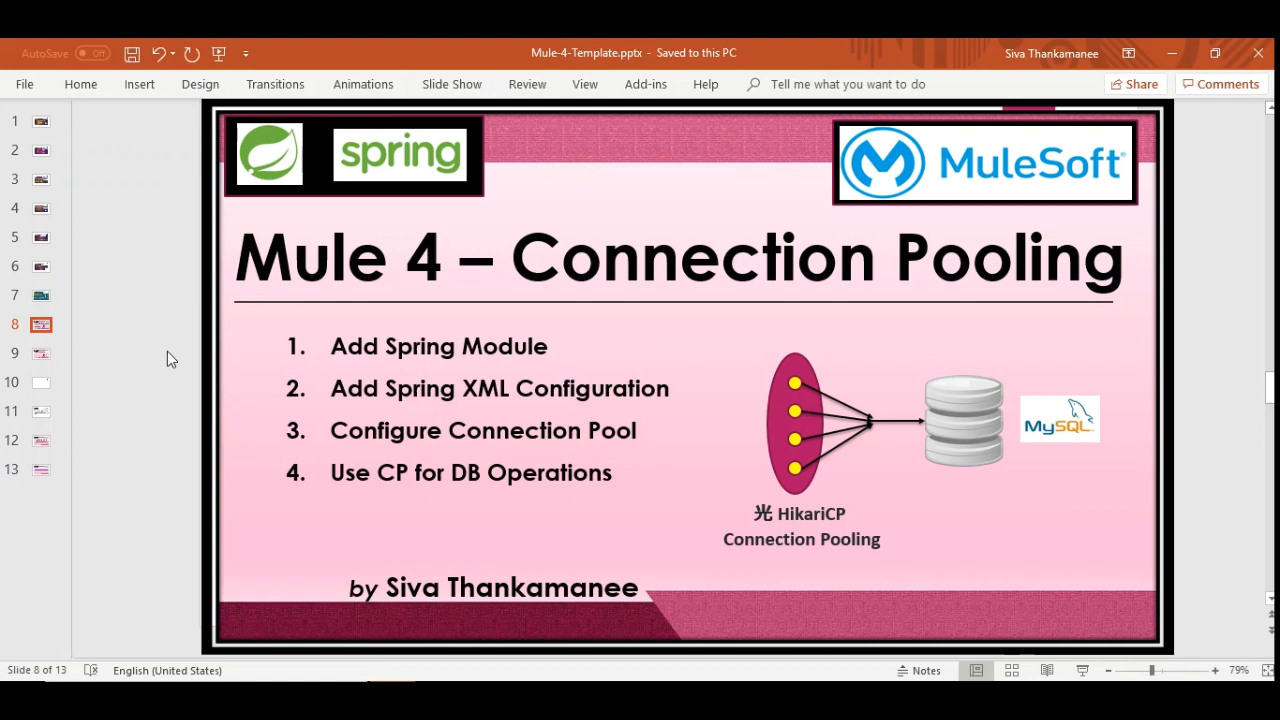 AutoSave Off
Mule-4-Template.pptx - Saved to this PC
Siva Thankamanee
File Home Insert Design Transitions Animations Slide Show Review View Add-ins Help Tell me what you want to do Share Comments
1
2
3
4
5
6
7
8
9
10
11
12
13
spring
MuleSoft
Mule 4 – Connection Pooling
1. Add Spring Module
2. Add Spring XML Configuration
3. Configure Connection Pool
4. Use CP for DB Operations
MySQL
光 HikariCP
Connection Pooling
by Siva Thankamanee
Slide 8 of 13 English (United States) Notes 79%